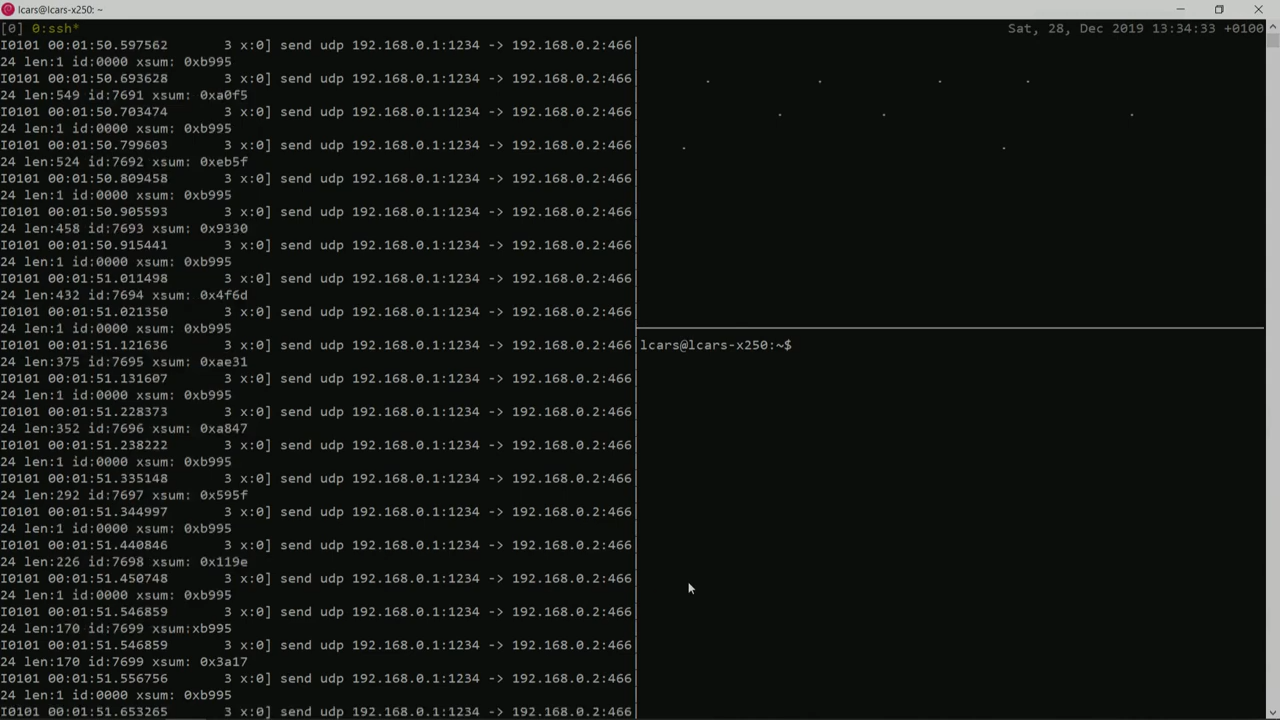 lcars@lcars-x250: ~
[0] 0:ssh*
Sat, 28, Dec 2019 13:34:33 +0100
I0101 00:01:50.597562 3 x:0] send udp 192.168.0.1:1234 -> 192.168.0.2:466
24 len:1 id:0000 xsum: 0xb995
I0101 00:01:50.693628 3 x:0] send udp 192.168.0.1:1234 -> 192.168.0.2:466
24 len:549 id:7691 xsum: 0xa0f5
I0101 00:01:50.703474 3 x:0] send udp 192.168.0.1:1234 -> 192.168.0.2:466
24 len:1 id:0000 xsum: 0xb995
I0101 00:01:50.799603 3 x:0] send udp 192.168.0.1:1234 -> 192.168.0.2:466
24 len:524 id:7692 xsum: 0xeb5f
I0101 00:01:50.809458 3 x:0] send udp 192.168.0.1:1234 -> 192.168.0.2:466
24 len:1 id:0000 xsum: 0xb995
I0101 00:01:50.905593 3 x:0] send udp 192.168.0.1:1234 -> 192.168.0.2:466
24 len:458 id:7693 xsum: 0x9330
I0101 00:01:50.915441 3 x:0] send udp 192.168.0.1:1234 -> 192.168.0.2:466
24 len:1 id:0000 xsum: 0xb995
I0101 00:01:51.011498 3 x:0] send udp 192.168.0.1:1234 -> 192.168.0.2:466
24 len:432 id:7694 xsum: 0x4f6d
I0101 00:01:51.021350 3 x:0] send udp 192.168.0.1:1234 -> 192.168.0.2:466
24 len:1 id:0000 xsum: 0xb995
I0101 00:01:51.121636 3 x:0] send udp 192.168.0.1:1234 -> 192.168.0.2:466
24 len:375 id:7695 xsum: 0xae31
I0101 00:01:51.131607 3 x:0] send udp 192.168.0.1:1234 -> 192.168.0.2:466
24 len:1 id:0000 xsum: 0xb995
I0101 00:01:51.228373 3 x:0] send udp 192.168.0.1:1234 -> 192.168.0.2:466
24 len:352 id:7696 xsum: 0xa847
I0101 00:01:51.238222 3 x:0] send udp 192.168.0.1:1234 -> 192.168.0.2:466
24 len:1 id:0000 xsum: 0xb995
I0101 00:01:51.335148 3 x:0] send udp 192.168.0.1:1234 -> 192.168.0.2:466
24 len:292 id:7697 xsum: 0x595f
I0101 00:01:51.344997 3 x:0] send udp 192.168.0.1:1234 -> 192.168.0.2:466
24 len:1 id:0000 xsum: 0xb995
I0101 00:01:51.440846 3 x:0] send udp 192.168.0.1:1234 -> 192.168.0.2:466
24 len:226 id:7698 xsum: 0x119e
I0101 00:01:51.450748 3 x:0] send udp 192.168.0.1:1234 -> 192.168.0.2:466
24 len:1 id:0000 xsum: 0xb995
I0101 00:01:51.546859 3 x:0] send udp 192.168.0.1:1234 -> 192.168.0.2:466
24 len:170 id:7699 xsum:xb995
I0101 00:01:51.546859 3 x:0] send udp 192.168.0.1:1234 -> 192.168.0.2:466
24 len:170 id:7699 xsum: 0x3a17
I0101 00:01:51.556756 3 x:0] send udp 192.168.0.1:1234 -> 192.168.0.2:466
24 len:1 id:0000 xsum: 0xb995
I0101 00:01:51.653265 3 x:0] send udp 192.168.0.1:1234 -> 192.168.0.2:466
. . . .
. . .
. .
lcars@lcars-x250:~$